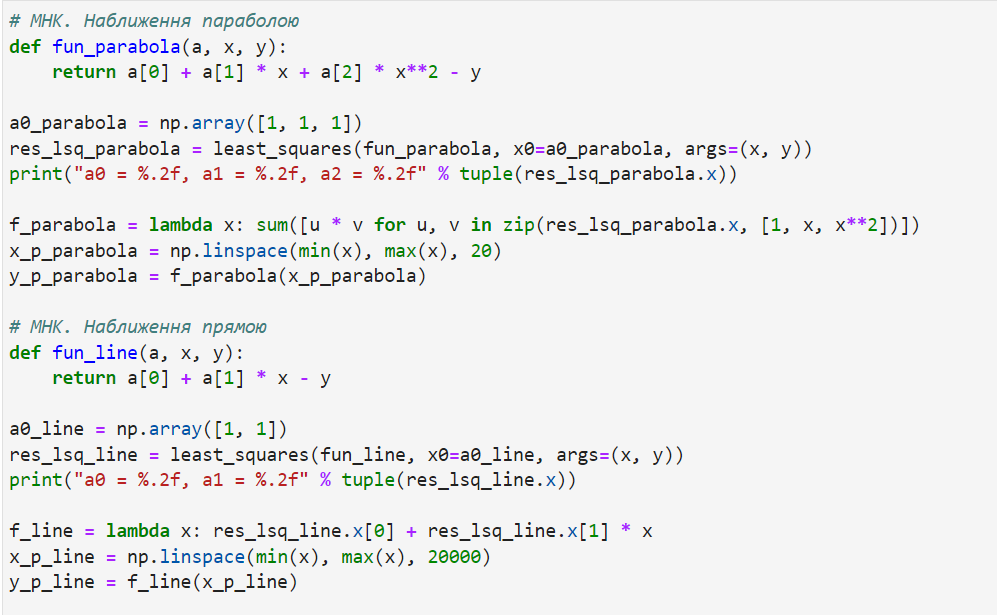 # МНК. Наближення параболою
def fun_parabola(a, x, y):
    return a[0] + a[1] * x + a[2] * x**2 - y

a0_parabola = np.array([1, 1, 1])
res_lsq_parabola = least_squares(fun_parabola, x0=a0_parabola, args=(x, y))
print("a0 = %.2f, a1 = %.2f, a2 = %.2f" % tuple(res_lsq_parabola.x))

f_parabola = lambda x: sum([u * v for u, v in zip(res_lsq_parabola.x, [1, x, x**2])])
x_p_parabola = np.linspace(min(x), max(x), 20)
y_p_parabola = f_parabola(x_p_parabola)

# МНК. Наближення прямою
def fun_line(a, x, y):
    return a[0] + a[1] * x - y

a0_line = np.array([1, 1])
res_lsq_line = least_squares(fun_line, x0=a0_line, args=(x, y))
print("a0 = %.2f, a1 = %.2f" % tuple(res_lsq_line.x))

f_line = lambda x: res_lsq_line.x[0] + res_lsq_line.x[1] * x
x_p_line = np.linspace(min(x), max(x), 20000)
y_p_line = f_line(x_p_line)